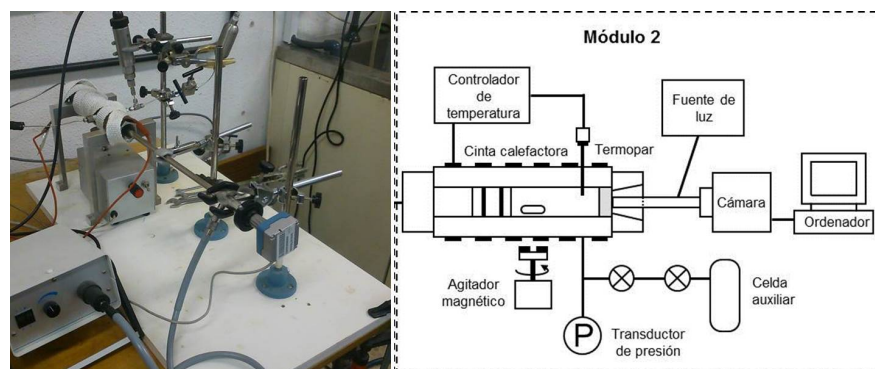 Módulo 2
Controlador
de
temperatura
Fuente de
luz
Cinta calefactora
Termopar
Cámara
Ordenador
Agitador
magnético
Celda
auxiliar
P
Transductor
de presión